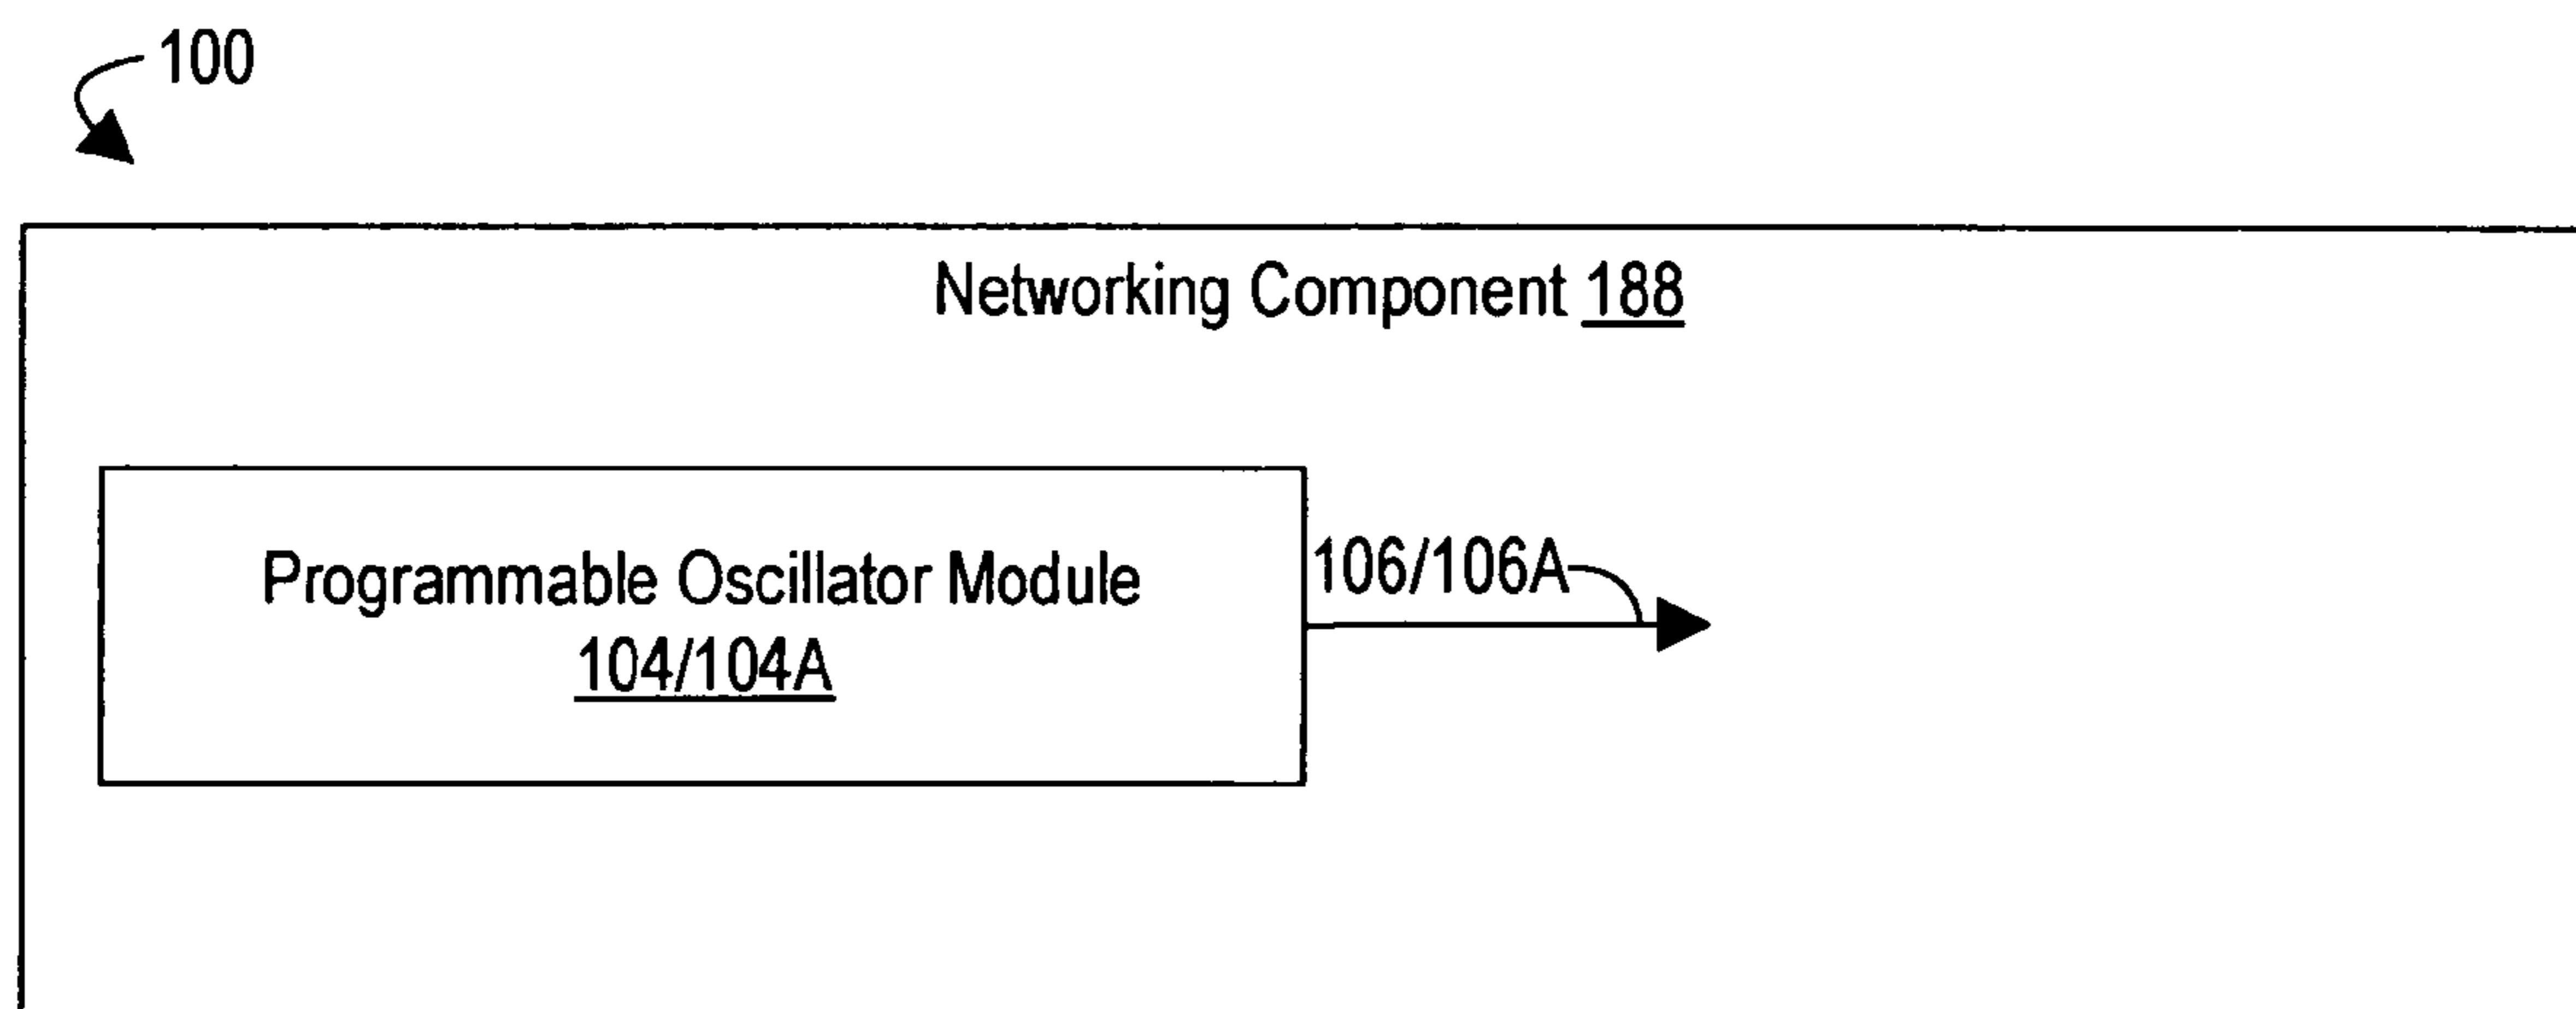 100
Networking Component 188
Programmable Oscillator Module
104/104A
106/106A